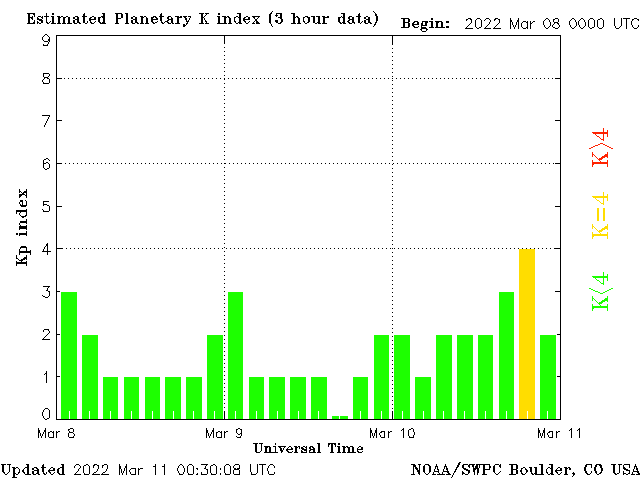 Estimated Planetary K index (3 hour data) Begin: 2022 Mar 08 0000 UTC
9
8
7
6
5
4
3
2
1
0
Kp index
K>4
K=4
K<4
Mar 8 Mar 9 Mar 10 Mar 11
Universal Time
Updated 2022 Mar 11 00:30:08 UTC NOAA/SWPC Boulder, CO USA